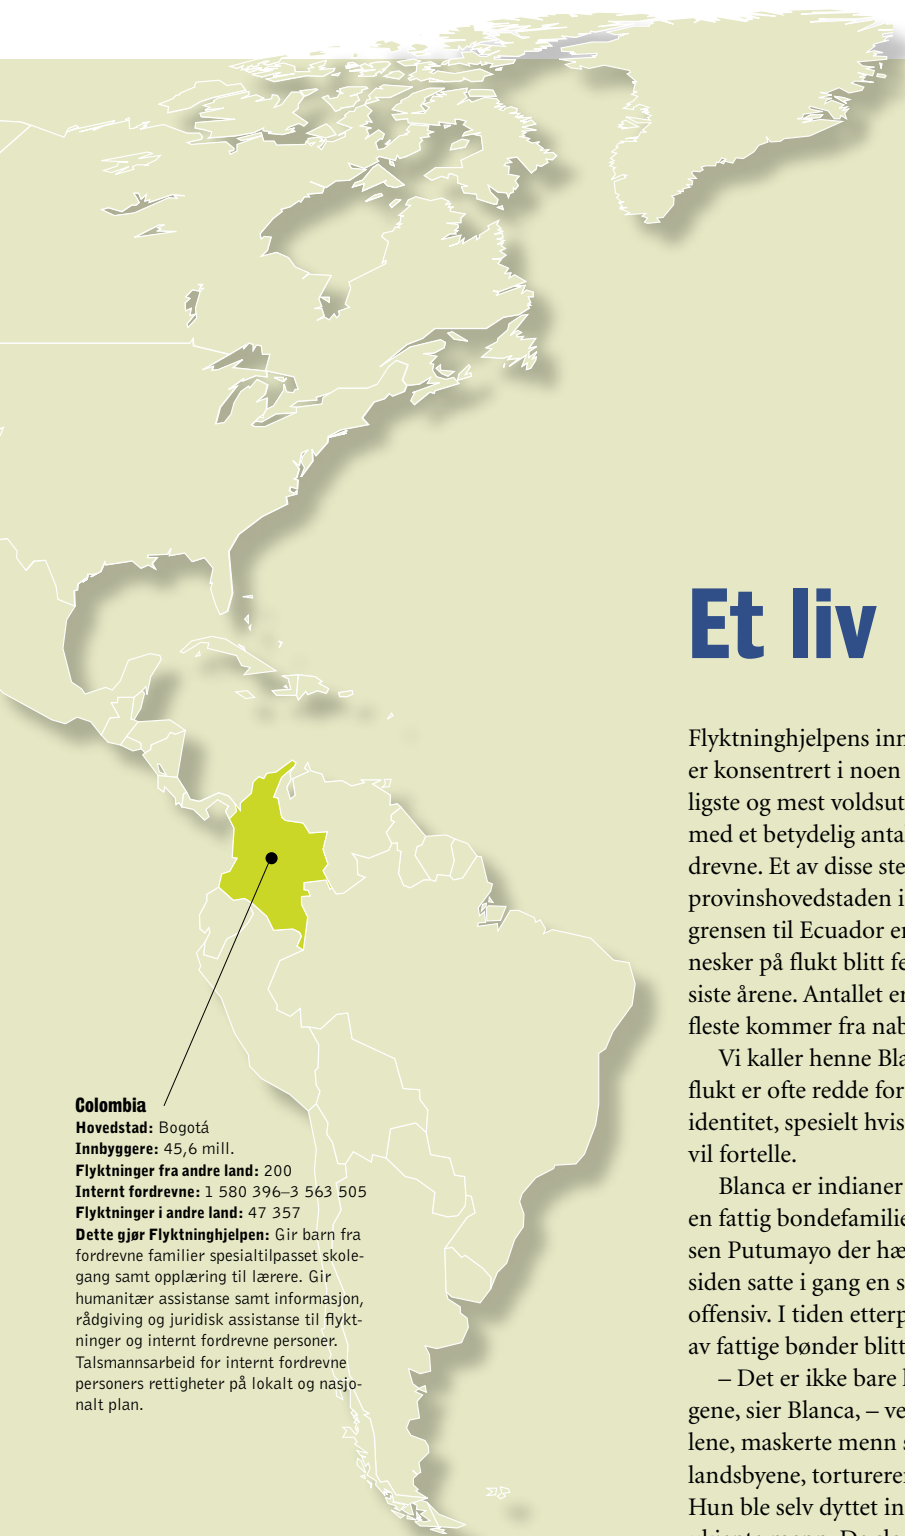 Et liv
Flyktninghjelpens inn
er konsentrert i noen
ligste og mest voldsut
med et betydelig anta
drevne. Et av disse ste
provinshovedstaden i
grensen til Ecuador er
nesker på flukt blitt fe
siste årene. Antallet er
fleste kommer fra nab
Vi kaller henne Bla
flukt er ofte redde for
identitet, spesielt hvis
vil fortelle.
Blanca er indianer
en fattig bondefamilie
sen Putumayo der hæ
siden satte i gang en s
offensiv. I tiden etterp
av fattige bønder blitt
– Det er ikke bare
gene, sier Blanca, – ve
lene, maskerte menn s
landsbyene, torturerer
Hun ble selv dyttet in
Colombia
Hovedstad: Bogotá
Innbyggere: 45,6 mill.
Flyktninger fra andre land: 200
Internt fordrevne: 1 580 396–3 563 505
Flyktninger i andre land: 47 357
Dette gjør Flyktninghjelpen: Gir barn fra
fordrevne familier spesialtilpasset skole-
gang samt opplæring til lærere. Gir
humanitær assistanse samt informasjon,
rådgiving og juridisk assistanse til flykt-
ninger og internt fordrevne personer.
Talsmannsarbeid for internt fordrevne
personers rettigheter på lokalt og nasjo-
nalt plan.